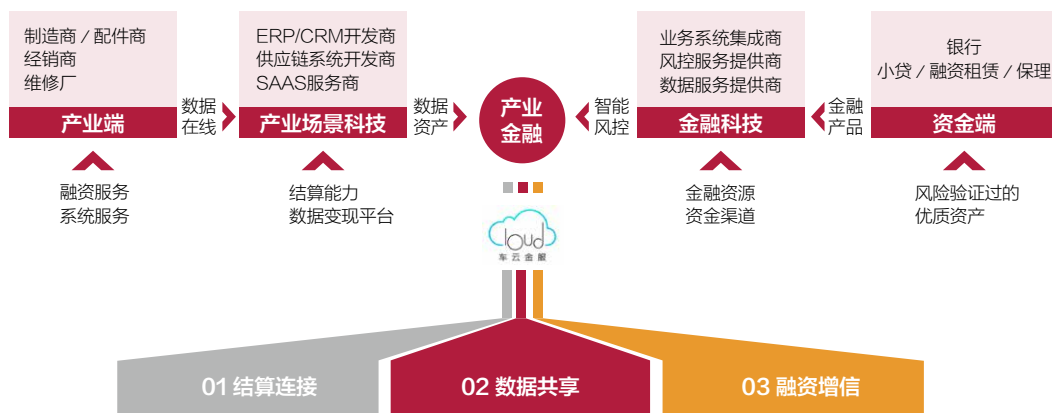 制造商 / 配件商
经销商
维修厂
产业端
数据
在线
ERP/CRM开发商
供应链系统开发商
SAAS服务商
产业场景科技
数据
资产
产业
金融
智能
风控
业务系统集成商
风控服务提供商
数据服务提供商
金融科技
金融
产品
银行
小贷 / 融资租赁 / 保理
资金端
融资服务
系统服务
结算能力
数据变现平台
金融资源
资金渠道
风险验证过的
优质资产
Cloud
车云金服
01 结算连接
02 数据共享
03 融资增信